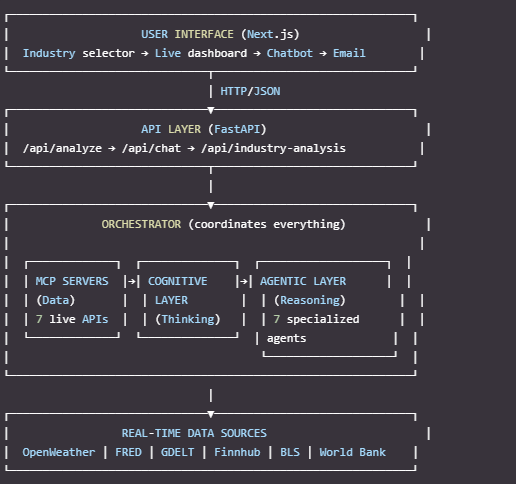 USER INTERFACE (Next.js)
Industry selector → Live dashboard → Chatbot → Email
HTTP/JSON
API LAYER (FastAPI)
/api/analyze → /api/chat → /api/industry-analysis
ORCHESTRATOR (coordinates everything)
MCP SERVERS → COGNITIVE → AGENTIC LAYER
(Data) LAYER (Reasoning)
7 live APIs (Thinking) 7 specialized
agents
REAL-TIME DATA SOURCES
OpenWeather | FRED | GDELT | Finnhub | BLS | World Bank